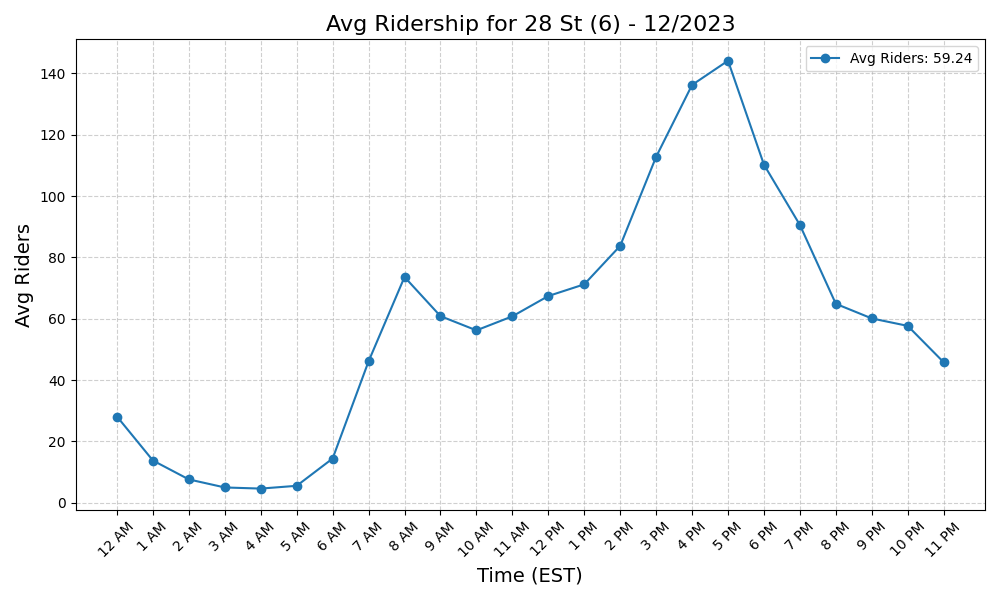 Avg Ridership for 28 St (6) - 12/2023
Avg Riders: 59.24
Avg Riders
140
120
100
80
60
40
20
0
12 AM
1 AM
2 AM
3 AM
4 AM
5 AM
6 AM
7 AM
8 AM
9 AM
10 AM
11 AM
12 PM
1 PM
2 PM
3 PM
4 PM
5 PM
6 PM
7 PM
8 PM
9 PM
10 PM
11 PM
Time (EST)